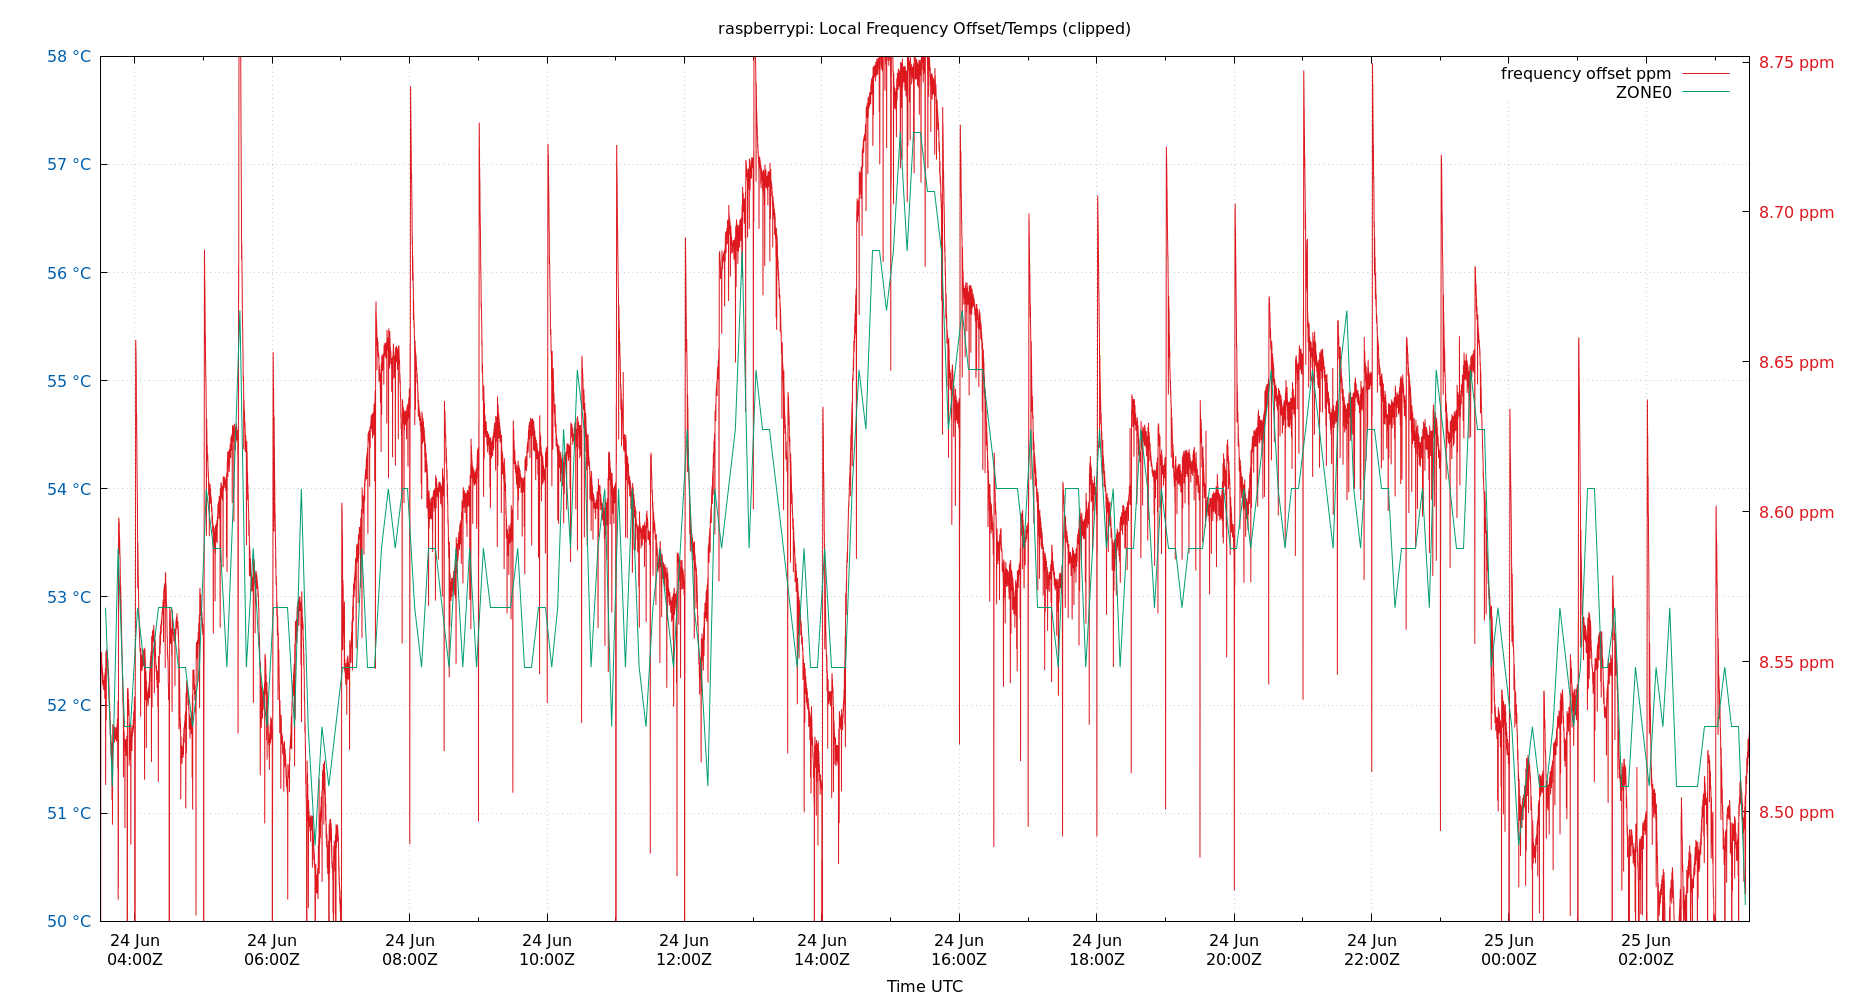 raspberrypi: Local Frequency Offset/Temps (clipped)
58 °C
57 °C
56 °C
55 °C
54 °C
53 °C
52 °C
51 °C
50 °C
8.75 ppm
8.70 ppm
8.65 ppm
8.60 ppm
8.55 ppm
8.50 ppm
frequency offset ppm
ZONE0
24 Jun 24 Jun 24 Jun 24 Jun 24 Jun 24 Jun 24 Jun 24 Jun 24 Jun 24 Jun 25 Jun 25 Jun
04:00Z 06:00Z 08:00Z 10:00Z 12:00Z 14:00Z 16:00Z 18:00Z 20:00Z 22:00Z 00:00Z 02:00Z
Time UTC